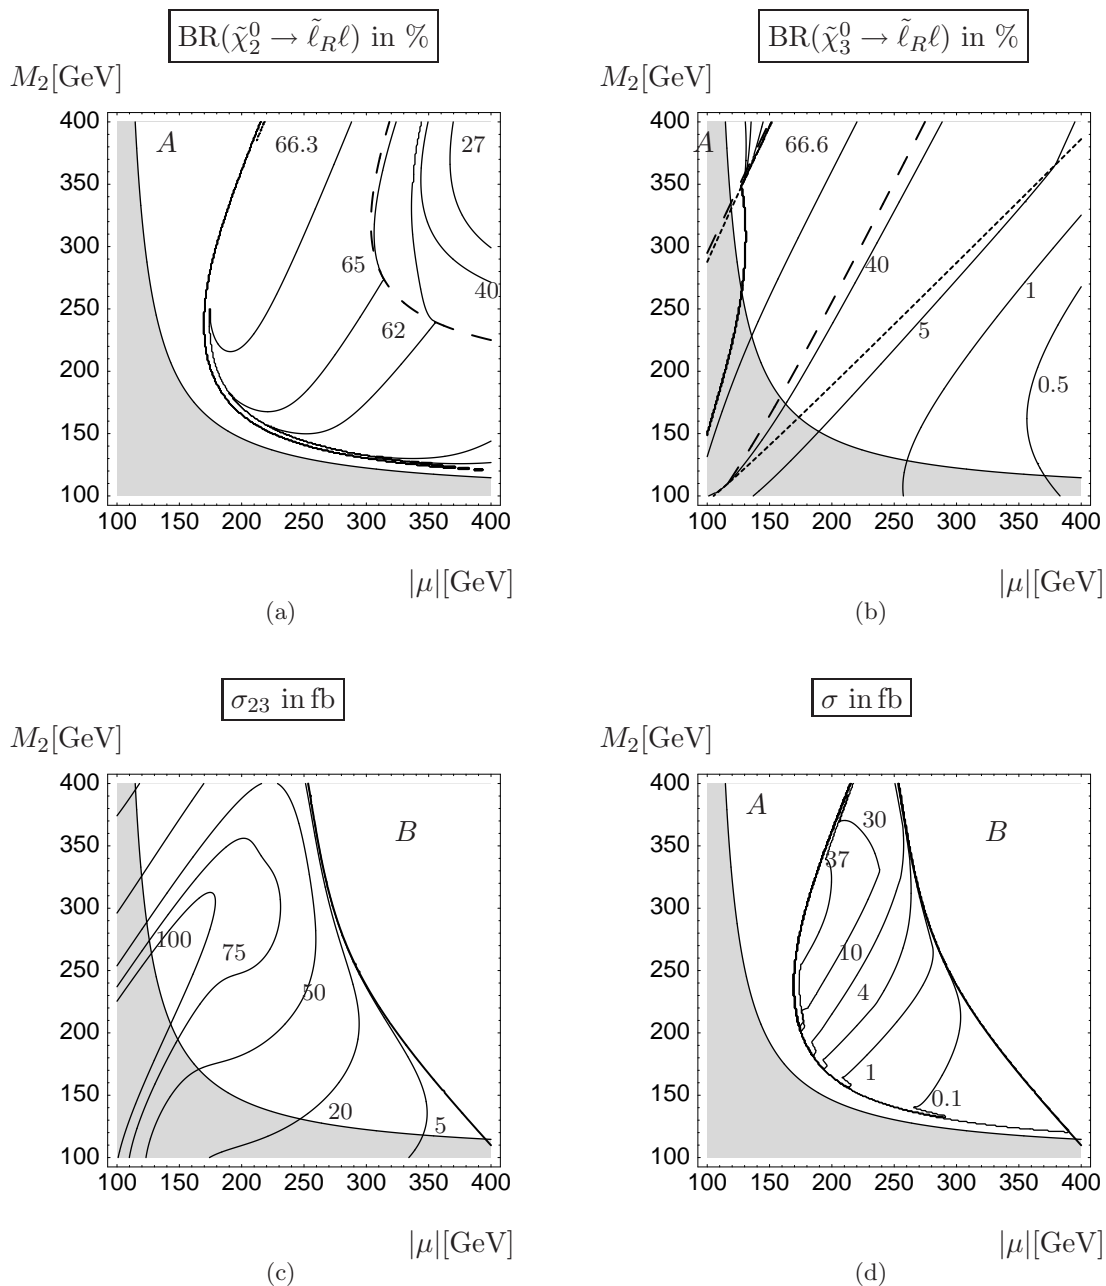 BR(χ̃⁰₂ → ℓ̃_R ℓ) in %
M₂[GeV]
400
350
300
250
200
150
100
A
66.3
27
65
40
62
100 150 200 250 300 350 400
|μ|[GeV]
(a)
BR(χ̃⁰₃ → ℓ̃_R ℓ) in %
M₂[GeV]
400
350
300
250
200
150
100
A
66.6
40
1
5
0.5
100 150 200 250 300 350 400
|μ|[GeV]
(b)
σ₂₃ in fb
M₂[GeV]
400
350
300
250
200
150
100
B
100
75
50
20
5
100 150 200 250 300 350 400
|μ|[GeV]
(c)
σ in fb
M₂[GeV]
400
350
300
250
200
150
100
A
30
B
37
10
4
1
0.1
100 150 200 250 300 350 400
|μ|[GeV]
(d)